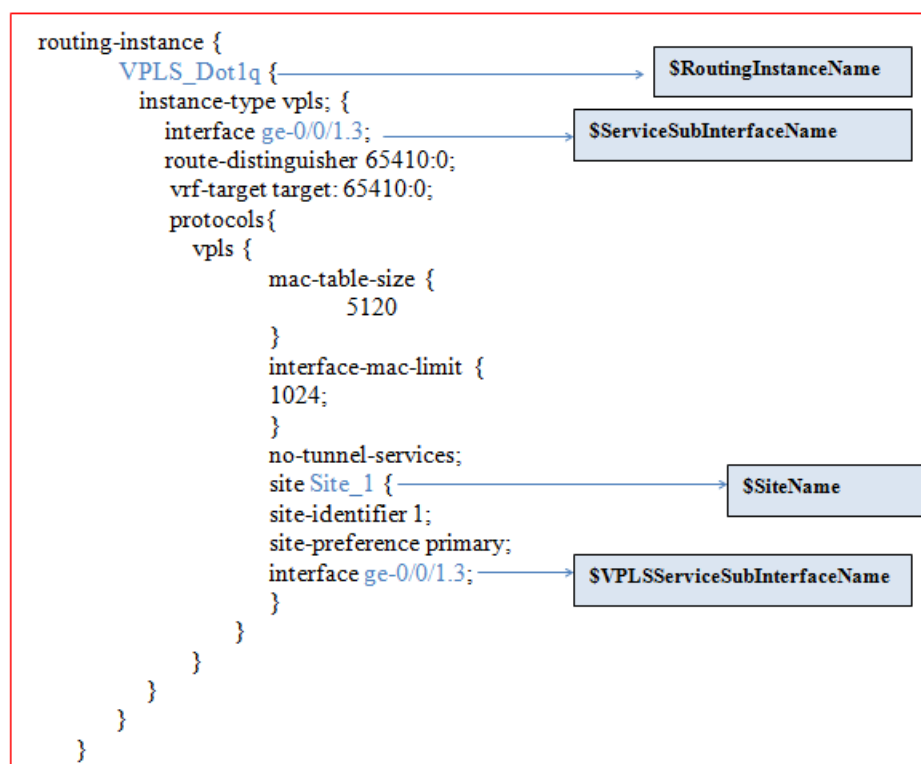 routing-instance {
VPLS_Dot1q {
$RoutingInstanceName
instance-type vpls; {
interface ge-0/0/1.3;
$ServiceSubInterfaceName
route-distinguisher 65410:0;
vrf-target target: 65410:0;
protocols{
vpls {
mac-table-size {
5120
}
interface-mac-limit {
1024;
}
no-tunnel-services;
site Site_1 {
$SiteName
site-identifier 1;
site-preference primary;
interface ge-0/0/1.3;
$VPLSServiceSubInterfaceName
}
}
}
}
}
}